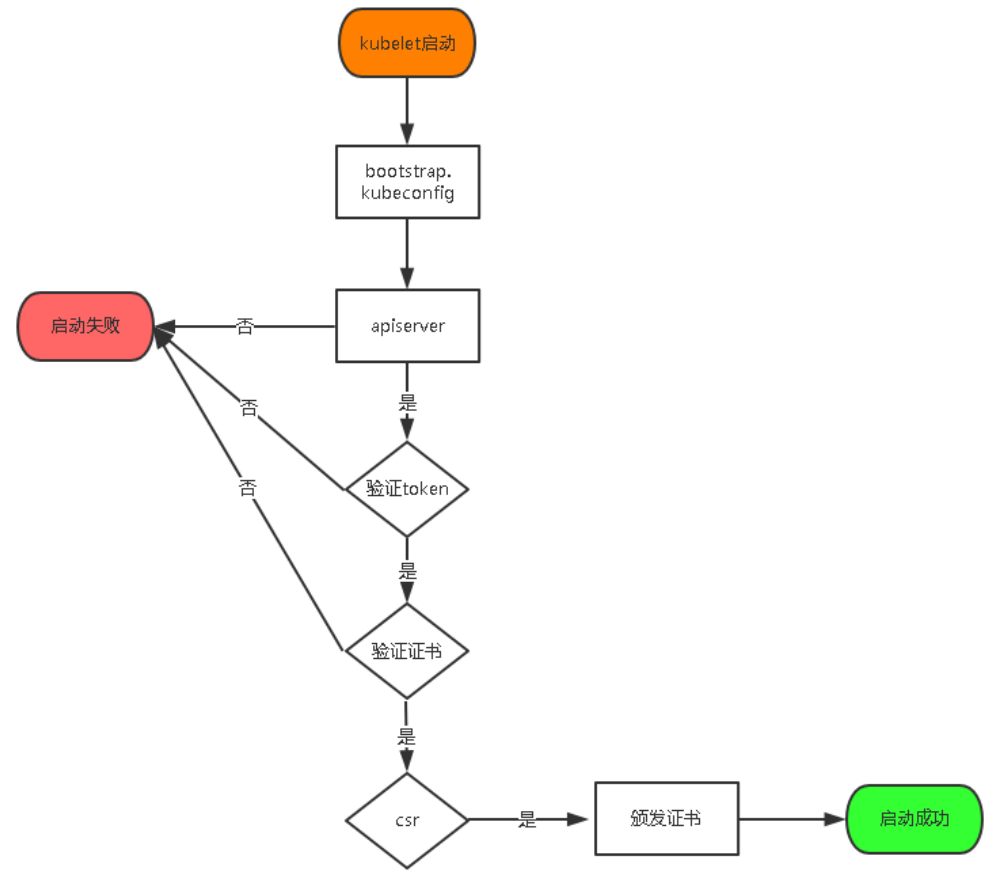 kubelet启动
bootstrap.
kubeconfig
apiserver
启动失败
否
是
否
验证token
否
是
验证证书
是
csr
是
颁发证书
启动成功